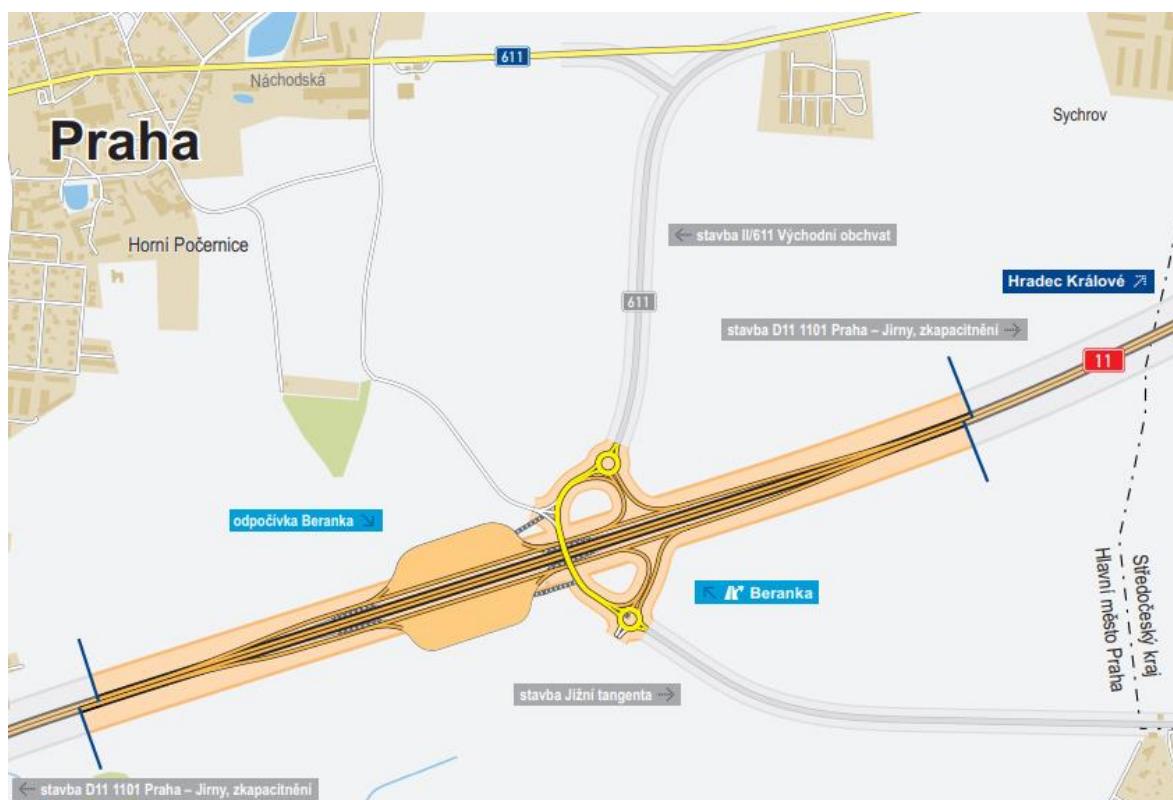 611
Náchodská
Praha
Sychrov
← stavba II/611 Východní obchvat
Horní Počernice
Hradec Králové
611
stavba D11 1101 Praha – Jirny, zkapacitnění →
11
odpočívka Beranka
Středočeský kraj
Hlavní město Praha
Beranka
stavba Jižní tangenta →
← stavba D11 1101 Praha – Jirny, zkapacitnění